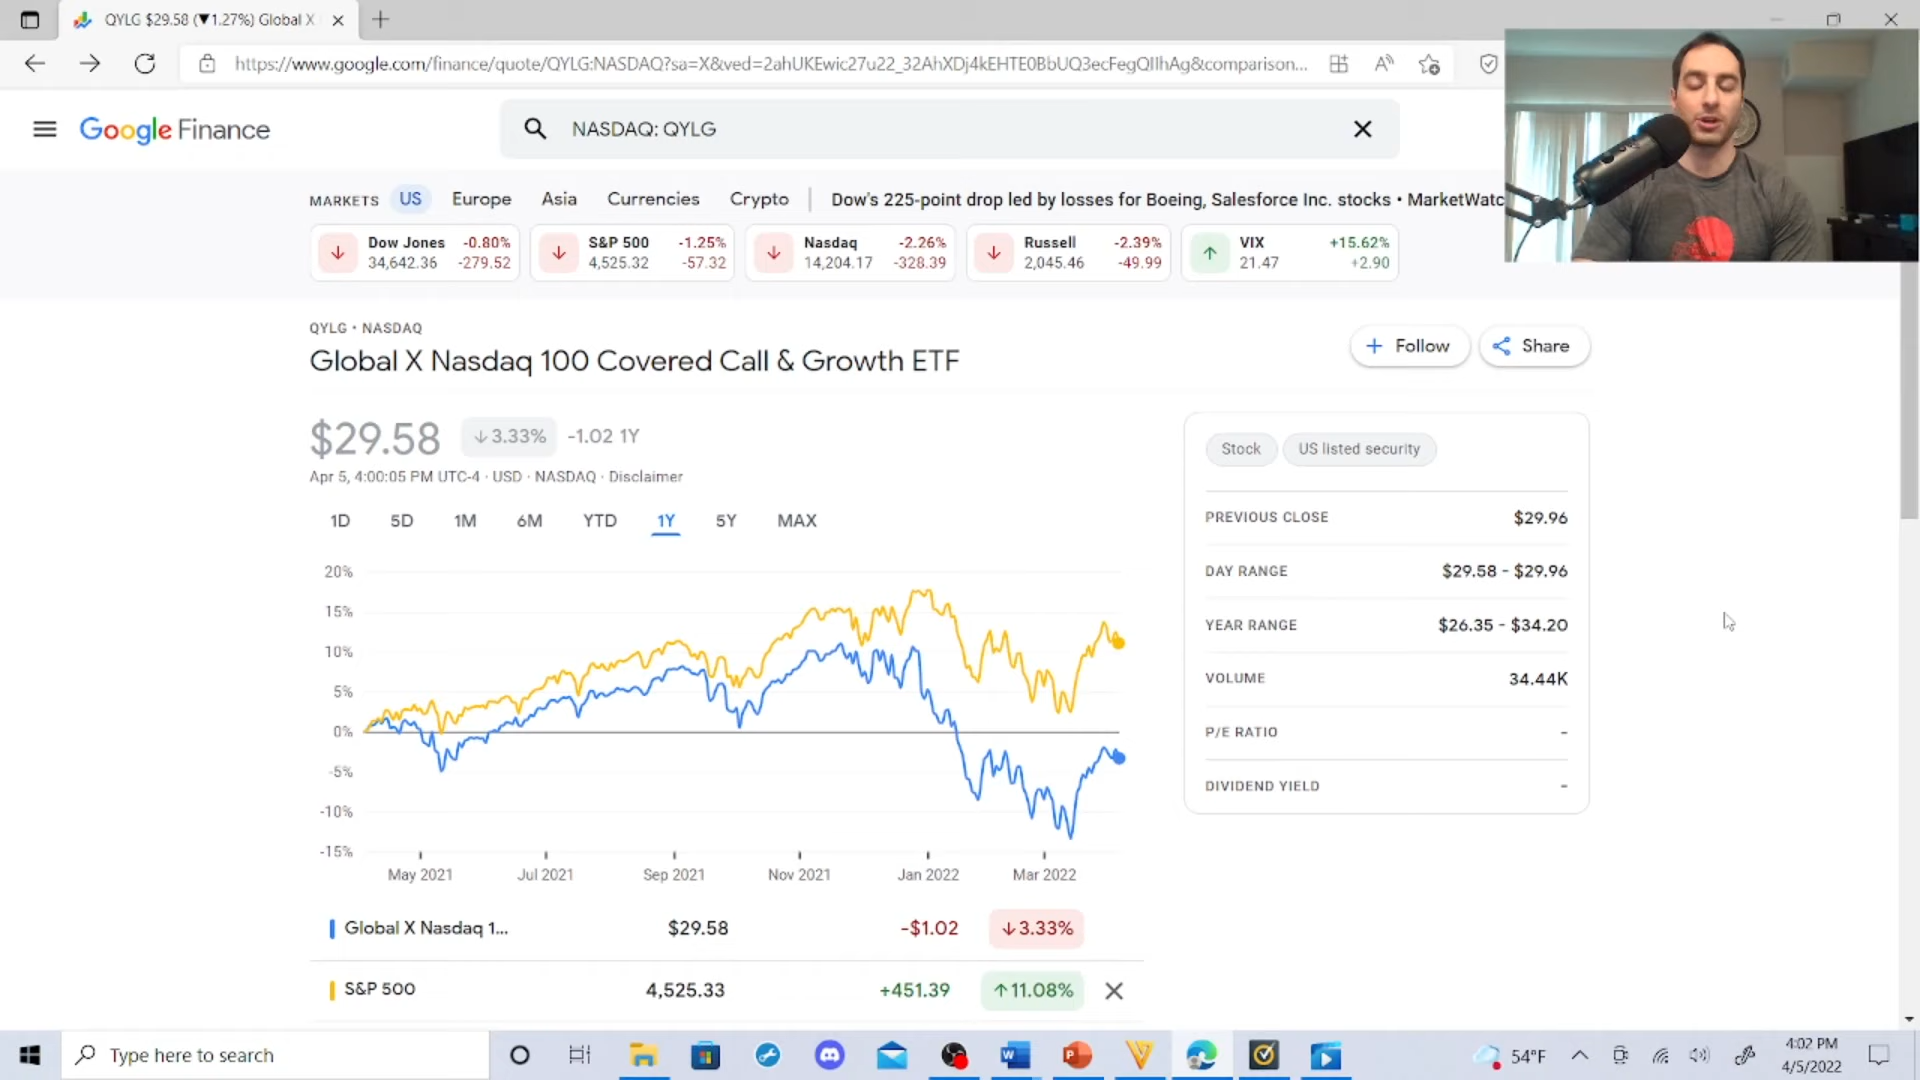 QYLG $29.58 (▼1.27%) Global X
https://www.google.com/finance/quote/QYLG:NASDAQ?sa=X&ved=2ahUKEwic27u22_32AhXDj4kEHTE0BbUQ3ecFegQIIhAg&comparison...
Google Finance
NASDAQ: QYLG
MARKETS US Europe Asia Currencies Crypto Dow's 225-point drop led by losses for Boeing, Salesforce Inc. stocks • MarketWatc
Dow Jones -0.80% S&P 500 -1.25% Nasdaq -2.26% Russell -2.39% VIX +15.62%
34,642.36 -279.52 4,525.32 -57.32 14,204.17 -328.39 2,045.46 -49.99 21.47 +2.90
QYLG • NASDAQ
Global X Nasdaq 100 Covered Call & Growth ETF
+ Follow Share
$29.58 ↓3.33% -1.02 1Y
Apr 5, 4:00:05 PM UTC-4 · USD · NASDAQ · Disclaimer
1D 5D 1M 6M YTD 1Y 5Y MAX
20%
15%
10%
5%
0%
-5%
-10%
-15%
May 2021 Jul 2021 Sep 2021 Nov 2021 Jan 2022 Mar 2022
Global X Nasdaq 1... $29.58 -$1.02 ↓3.33%
S&P 500 4,525.33 +451.39 ↑11.08%
Stock US listed security
PREVIOUS CLOSE $29.96
DAY RANGE $29.58 - $29.96
YEAR RANGE $26.35 - $34.20
VOLUME 34.44K
P/E RATIO -
DIVIDEND YIELD -
Type here to search
54°F
4:02 PM
4/5/2022